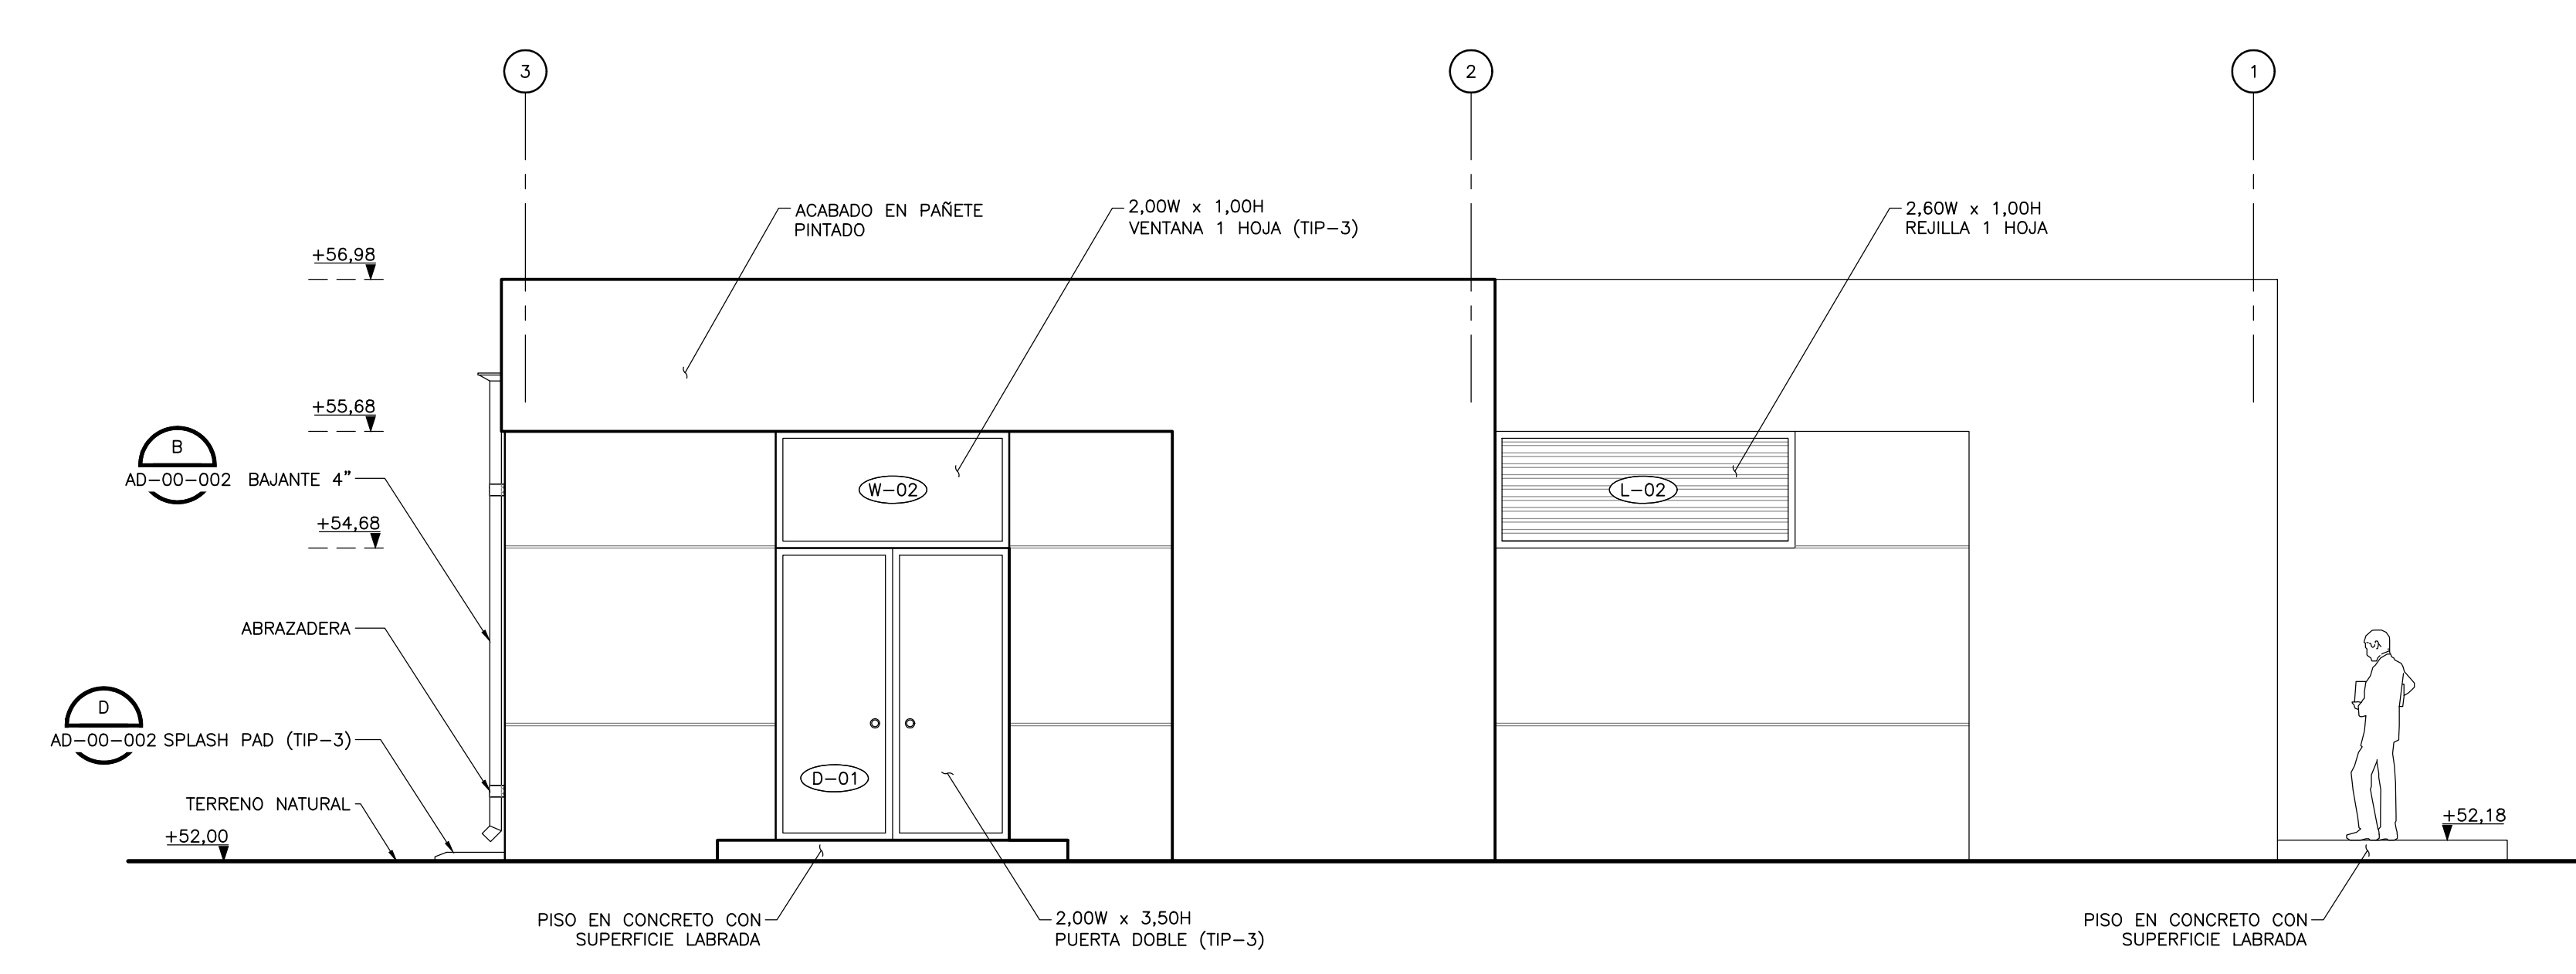 3
2
1
ACABADO EN PAÑETE
PINTADO
2,00W x 1,00H
VENTANA 1 HOJA (TIP-3)
2,60W x 1,00H
REJILLA 1 HOJA
+56,98
+55,68
B
AD-00-002
BAJANTE 4"
W-02
L-02
+54,68
ABRAZADERA
D
AD-00-002
SPLASH PAD (TIP-3)
D-01
TERRENO NATURAL
+52,00
+52,18
PISO EN CONCRETO CON
SUPERFICIE LABRADA
2,00W x 3,50H
PUERTA DOBLE (TIP-3)
PISO EN CONCRETO CON
SUPERFICIE LABRADA